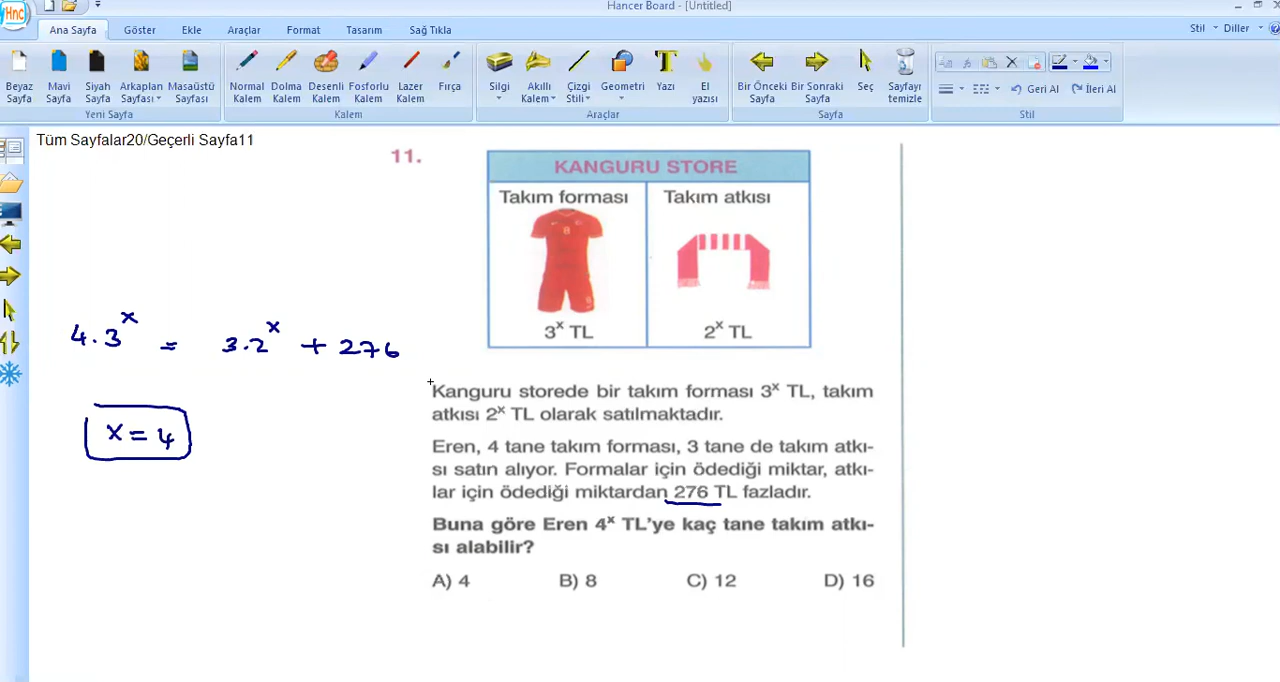 Hancer Board - [Untitled]
Hnc
Ana Sayfa Göster Ekle Araçlar Format Tasarım Sağ Tıkla Stil Diller
Beyaz Sayfa
Mavi Sayfa
Siyah Sayfa
Arkaplan Sayfası
Masaüstü Sayfası
Yeni Sayfa
Normal Kalem
Dolma Kalem
Desenli Kalem
Fosforlu Kalem
Lazer Kalem
Fırça
Kalem
Silgi
Akıllı Kalem
Çizgi Stili
Geometri
Yazı
El yazısı
Araçlar
Bir Önceki Sayfa
Bir Sonraki Sayfa
Seç
Sayfayı temizle
Sayfa
Geri Al İleri Al
Stil
Tüm Sayfalar20/Geçerli Sayfa11
11.
KANGURU STORE
Takım forması Takım atkısı
3ˣ TL 2ˣ TL
4.3ˣ = 3.2ˣ + 276
x = 4
Kanguru storede bir takım forması 3ˣ TL, takım
atkısı 2ˣ TL olarak satılmaktadır.
Eren, 4 tane takım forması, 3 tane de takım atkı-
sı satın alıyor. Formalar için ödediği miktar, atkı-
lar için ödediği miktardan 276 TL fazladır.
Buna göre Eren 4ˣ TL'ye kaç tane takım atkı-
sı alabilir?
A) 4 B) 8 C) 12 D) 16